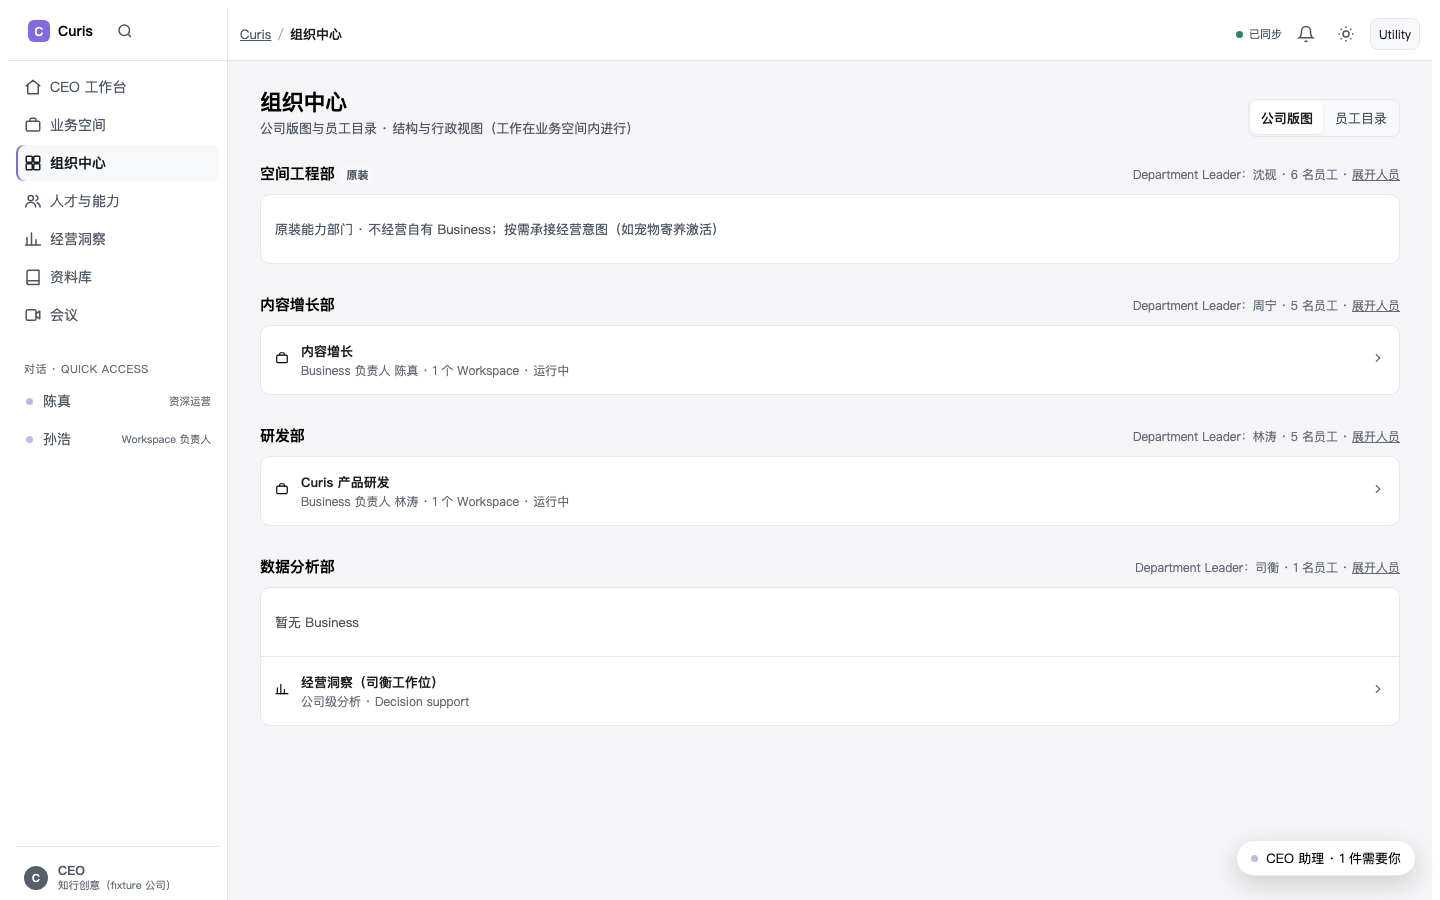 C Curis
Curis / 组织中心
已同步
Utility
CEO 工作台
业务空间
组织中心
人才与能力
经营洞察
资料库
会议
对话 · QUICK ACCESS
陈真 资深运营
孙浩 Workspace 负责人
C
CEO
知行创意（fixture 公司）
组织中心
公司版图与员工目录 · 结构与行政视图（工作在业务空间内进行）
公司版图 员工目录
空间工程部 原装
Department Leader：沈砚 · 6 名员工 · 展开人员
原装能力部门 · 不经营自有 Business；按需承接经营意图（如宠物寄养激活）
内容增长部
Department Leader：周宁 · 5 名员工 · 展开人员
内容增长
Business 负责人 陈真 · 1 个 Workspace · 运行中
研发部
Department Leader：林涛 · 5 名员工 · 展开人员
Curis 产品研发
Business 负责人 林涛 · 1 个 Workspace · 运行中
数据分析部
Department Leader：司衡 · 1 名员工 · 展开人员
暂无 Business
经营洞察（司衡工作位）
公司级分析 · Decision support
CEO 助理 · 1 件需要你